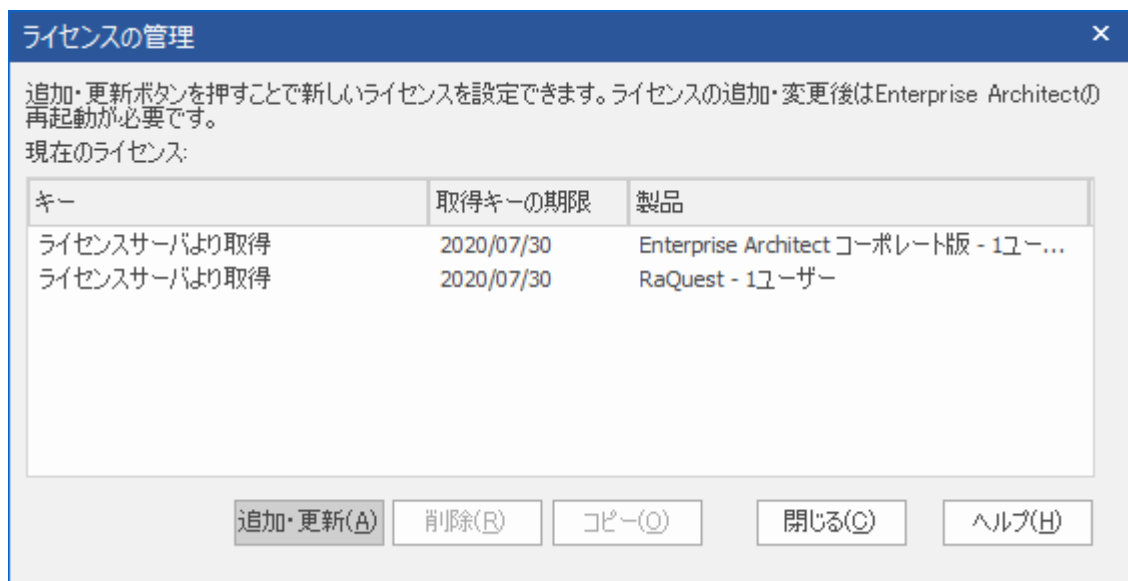 ライセンスの管理
追加・更新ボタンを押すことで新しいライセンスを設定できます。ライセンスの追加・変更後はEnterprise Architectの
再起動が必要です。
現在のライセンス:
キー 取得キーの期限 製品
ライセンスサーバより取得 2020/07/30 Enterprise Architect コーポレート版 - 1ユー...
ライセンスサーバより取得 2020/07/30 RaQuest - 1ユーザー
追加・更新(A) 削除(R) コピー(O) 閉じる(C) ヘルプ(H)